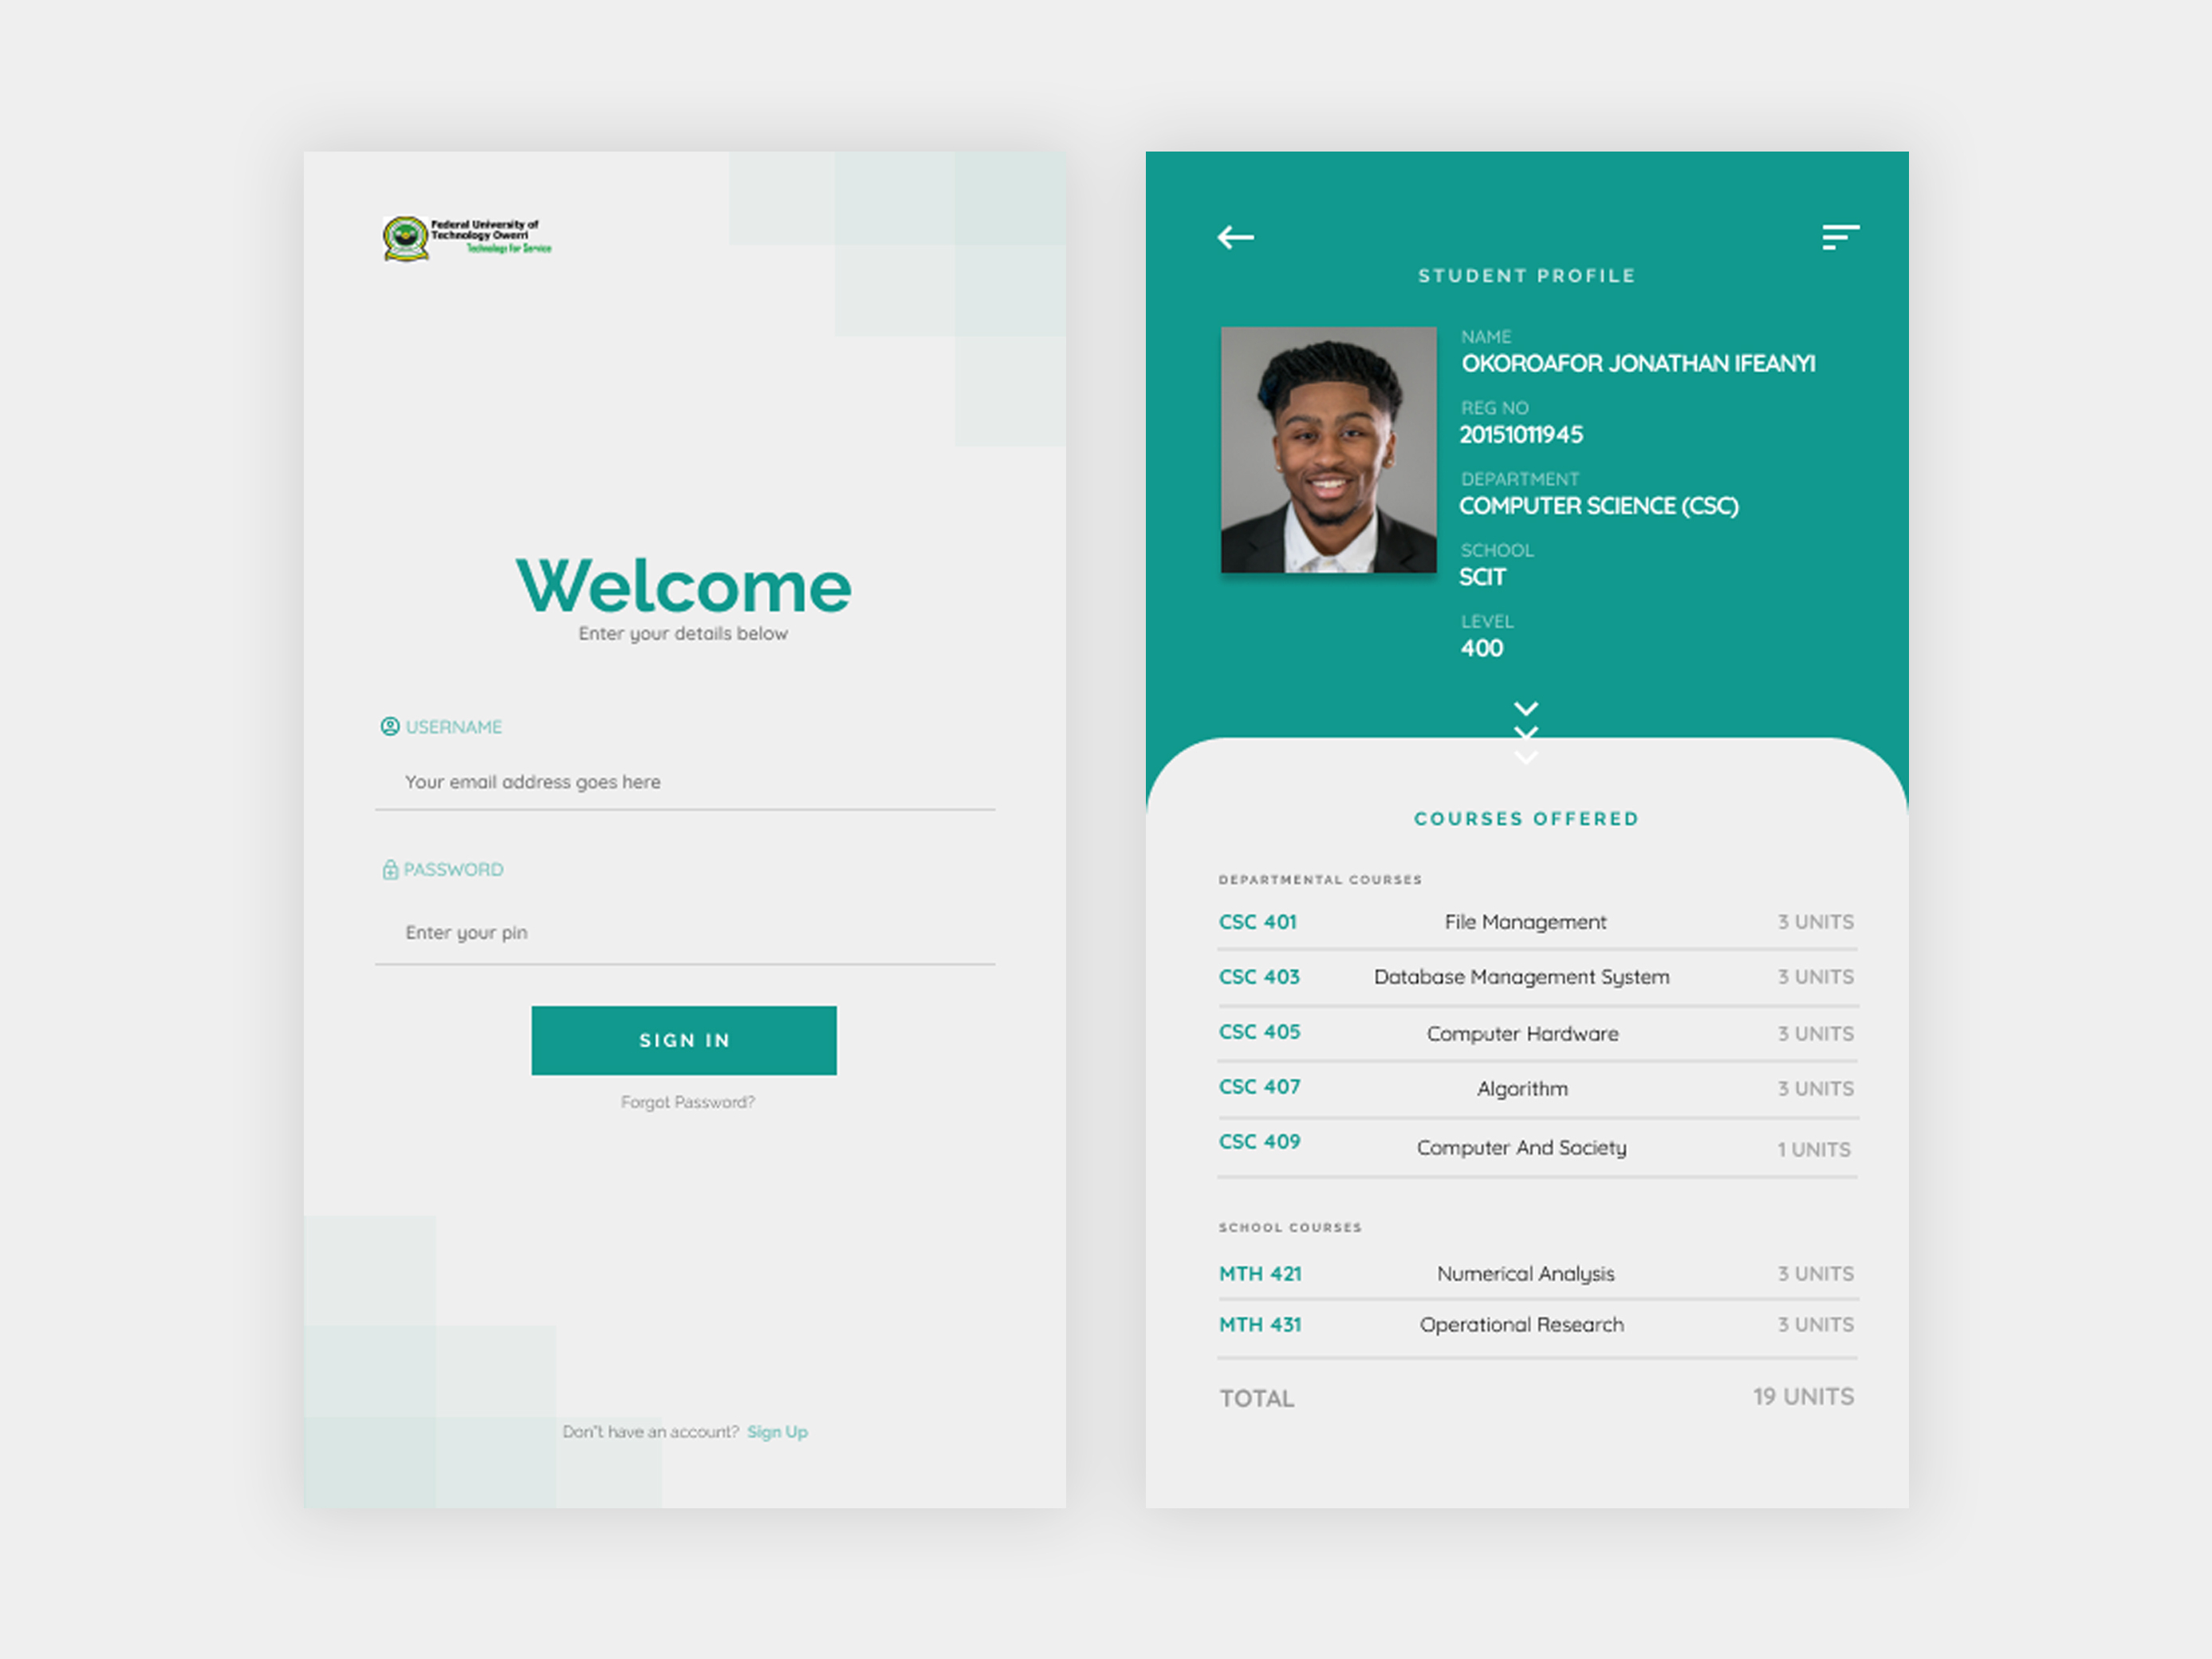 Federal University of
Technology Owerri
Technology for Service
Welcome
Enter your details below
USERNAME
Your email address goes here
PASSWORD
Enter your pin
SIGN IN
Forgot Password?
Don"t have an account? Sign Up
STUDENT PROFILE
NAME
OKOROAFOR JONATHAN IFEANYI
REG NO
20151011945
DEPARTMENT
COMPUTER SCIENCE (CSC)
SCHOOL
SCIT
LEVEL
400
COURSES OFFERED
DEPARTMENTAL COURSES
CSC 401 File Management 3 UNITS
CSC 403 Database Management System 3 UNITS
CSC 405 Computer Hardware 3 UNITS
CSC 407 Algorithm 3 UNITS
CSC 409 Computer And Society 1 UNITS
SCHOOL COURSES
MTH 421 Numerical Analysis 3 UNITS
MTH 431 Operational Research 3 UNITS
TOTAL 19 UNITS